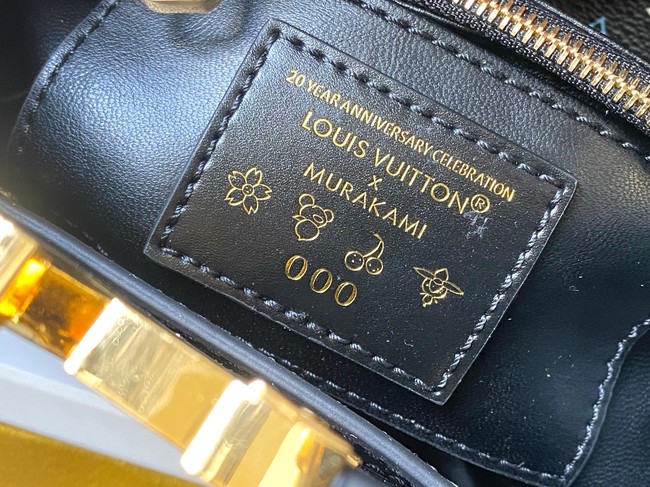 20 YEAR ANNIVERSARY CELEBRATION
LOUIS VUITTON®
x
MURAKAMI
000